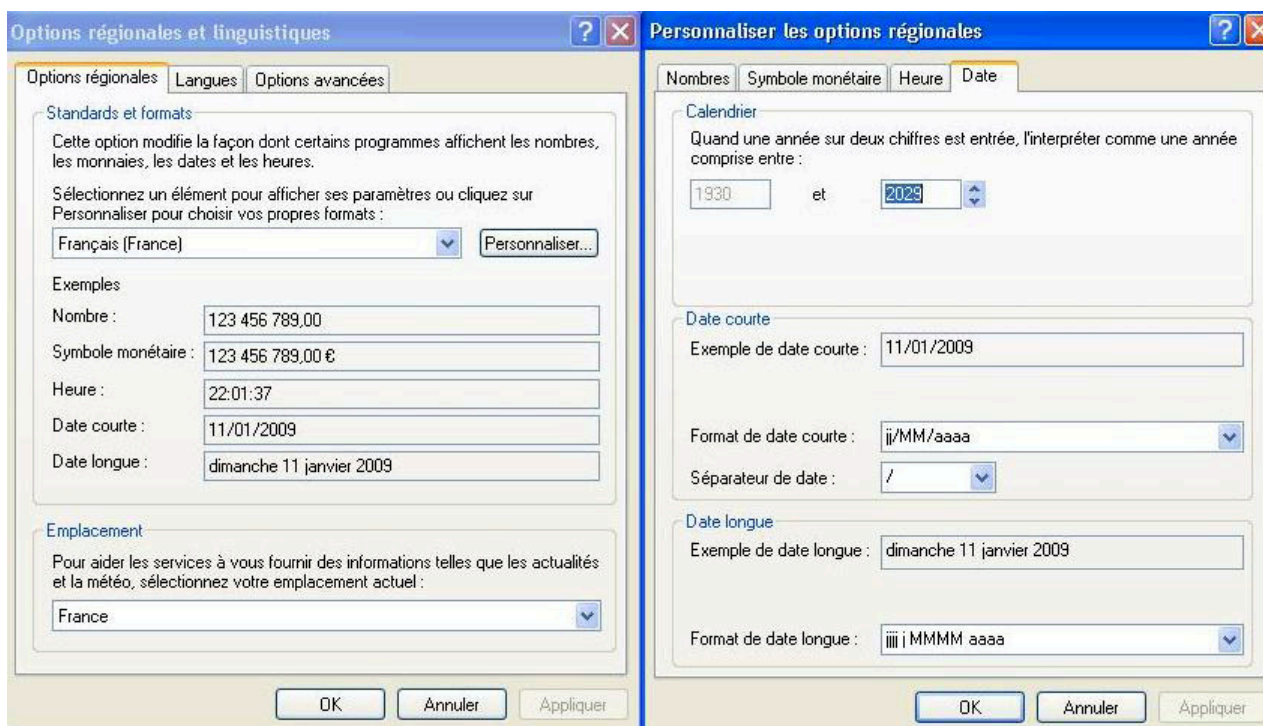 Options régionales et linguistiques
Options régionales Langues Options avancées
Standards et formats
Cette option modifie la façon dont certains programmes affichent les nombres,
les monnaies, les dates et les heures.
Sélectionnez un élément pour afficher ses paramètres ou cliquez sur
Personnaliser pour choisir vos propres formats :
Français (France) Personnaliser...
Exemples
Nombre : 123 456 789,00
Symbole monétaire : 123 456 789,00 €
Heure : 22:01:37
Date courte : 11/01/2009
Date longue : dimanche 11 janvier 2009
Emplacement
Pour aider les services à vous fournir des informations telles que les actualités
et la météo, sélectionnez votre emplacement actuel :
France
OK Annuler Appliquer
Personnaliser les options régionales
Nombres Symbole monétaire Heure Date
Calendrier
Quand une année sur deux chiffres est entrée, l'interpréter comme une année
comprise entre :
1930 et 2029
Date courte
Exemple de date courte : 11/01/2009
Format de date courte : jj/MM/aaaa
Séparateur de date : /
Date longue
Exemple de date longue : dimanche 11 janvier 2009
Format de date longue : jjjj j MMMM aaaa
OK Annuler Appliquer